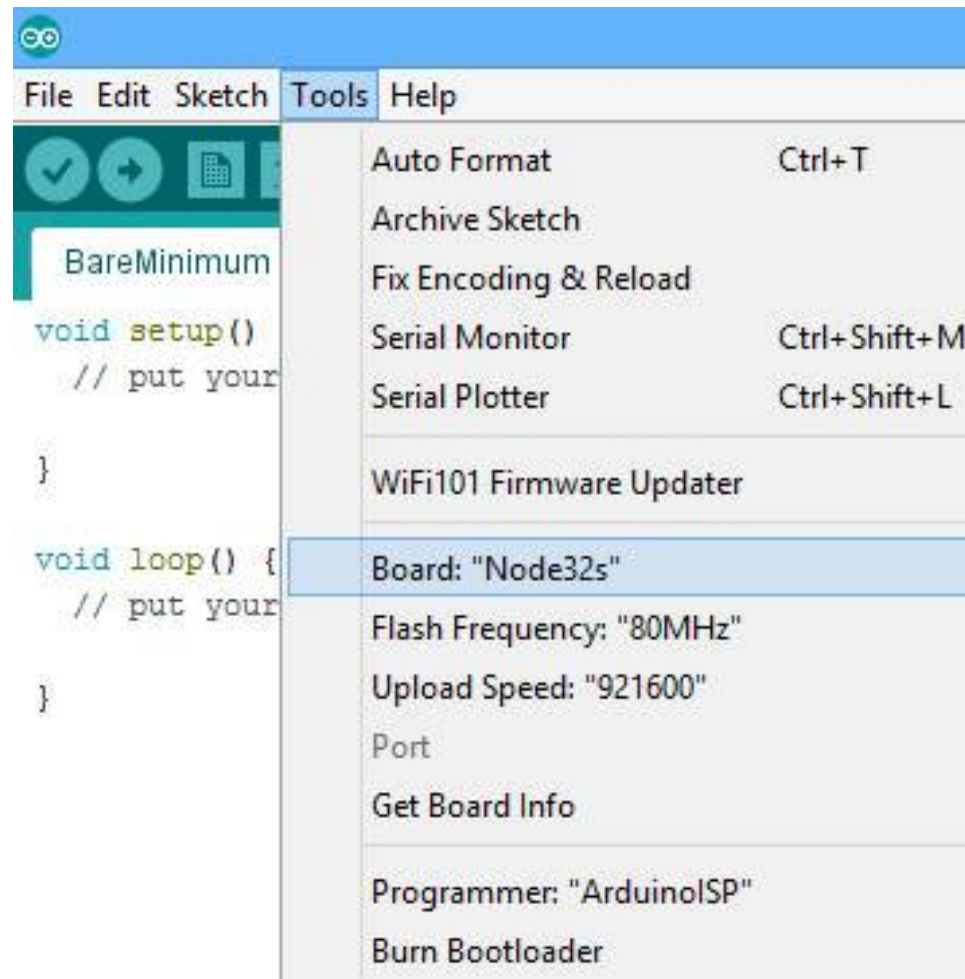 File Edit Sketch Tools Help
Auto Format Ctrl+T
Archive Sketch
BareMinimum
Fix Encoding & Reload
void setup()
Serial Monitor Ctrl+Shift+M
// put your
Serial Plotter Ctrl+Shift+L
}
WiFi101 Firmware Updater
void loop() {
Board: "Node32s"
// put your
Flash Frequency: "80MHz"
Upload Speed: "921600"
}
Port
Get Board Info
Programmer: "ArduinoISP"
Burn Bootloader